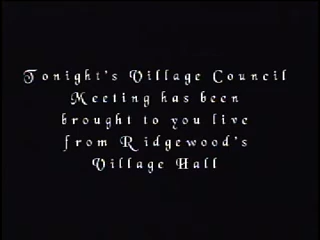 Tonight's Village Council
Meeting has been
brought to you live
from Ridgewood's
Village Hall